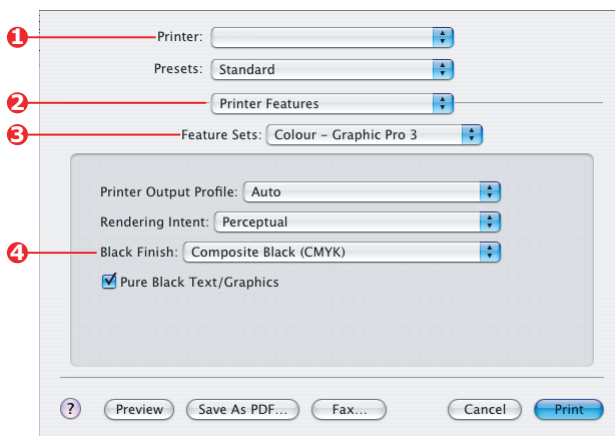 1 Printer:
Presets: Standard
2 Printer Features
3 Feature Sets: Colour – Graphic Pro 3
Printer Output Profile: Auto
Rendering Intent: Perceptual
4 Black Finish: Composite Black (CMYK)
Pure Black Text/Graphics
? Preview Save As PDF... Fax... Cancel Print